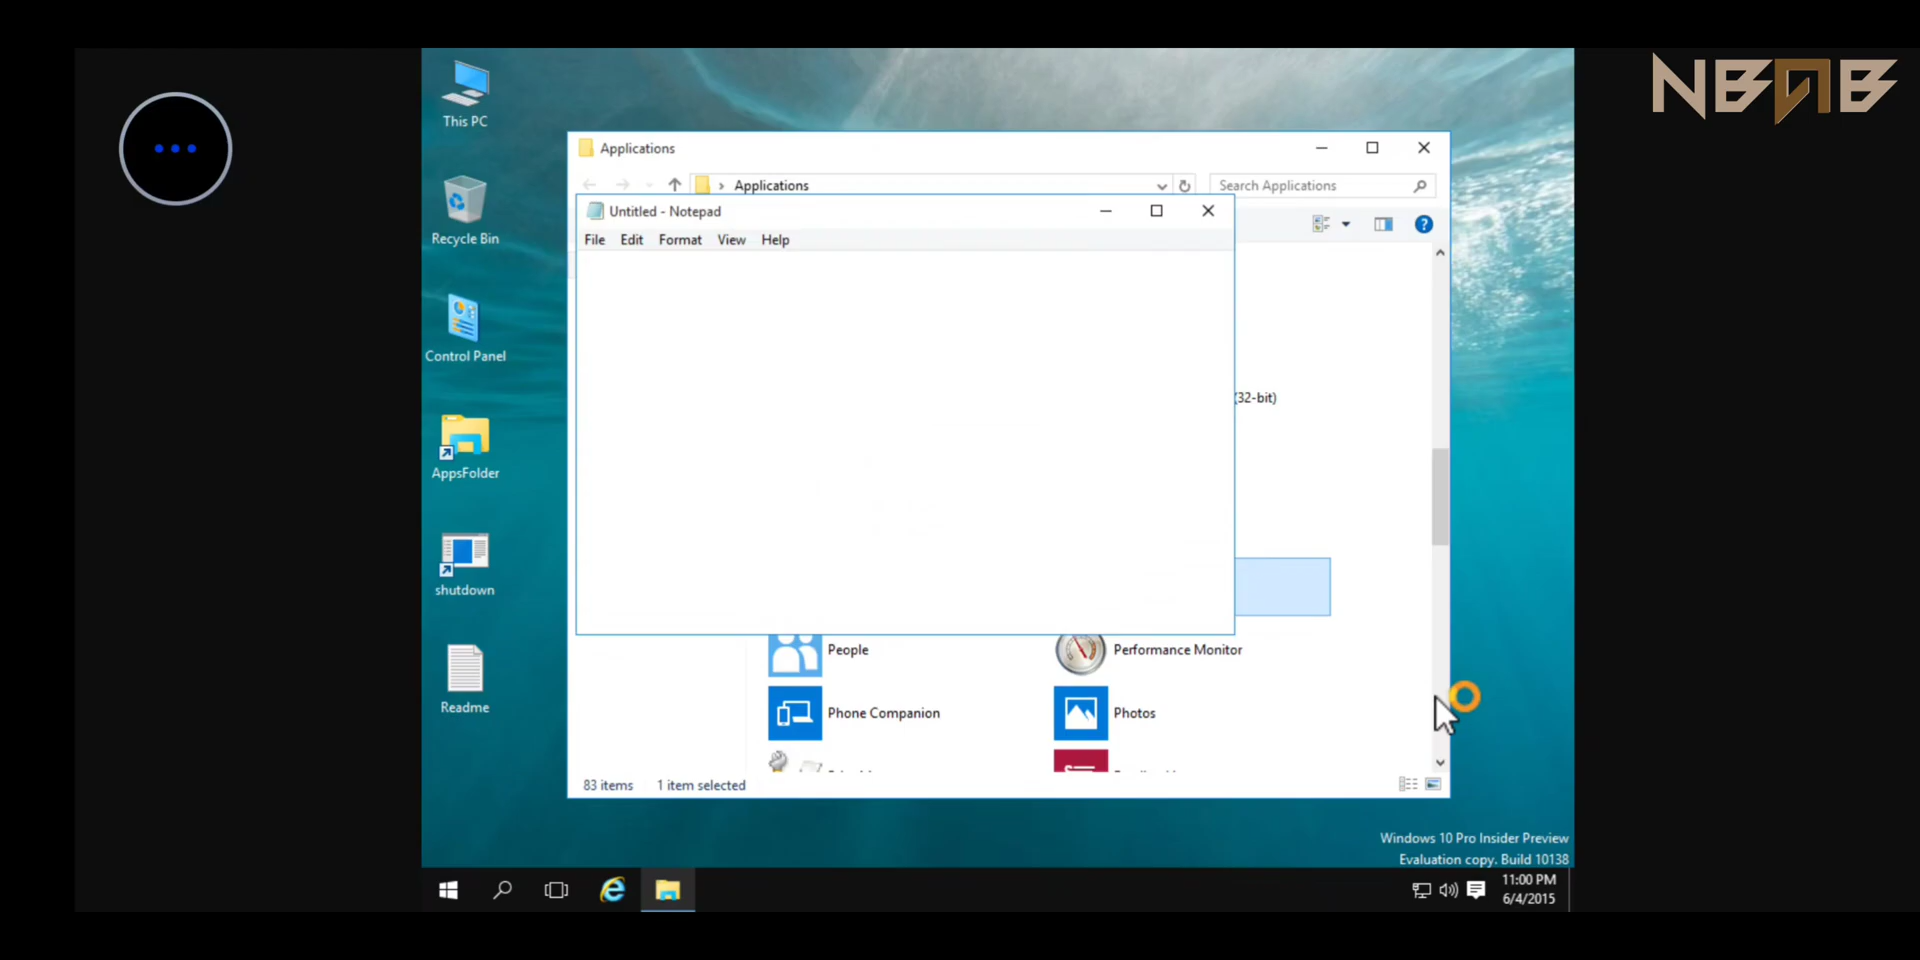 NBAB
This PC
Recycle Bin
Control Panel
AppsFolder
shutdown
Readme
Applications
Applications
Search Applications
Untitled - Notepad
File Edit Format View Help
(32-bit)
People
Performance Monitor
Phone Companion
Photos
83 items 1 item selected
Windows 10 Pro Insider Preview
Evaluation copy. Build 10138
11:00 PM
6/4/2015